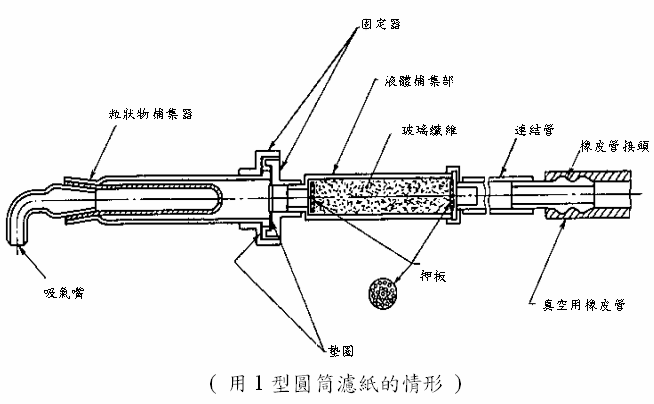 固定器
液體捕集部
粒狀物捕集器
玻璃纖維
連結管
橡皮管接頭
吸氣嘴
押板
真空用橡皮管
墊圈
( 用 1 型圓筒濾紙的情形 )